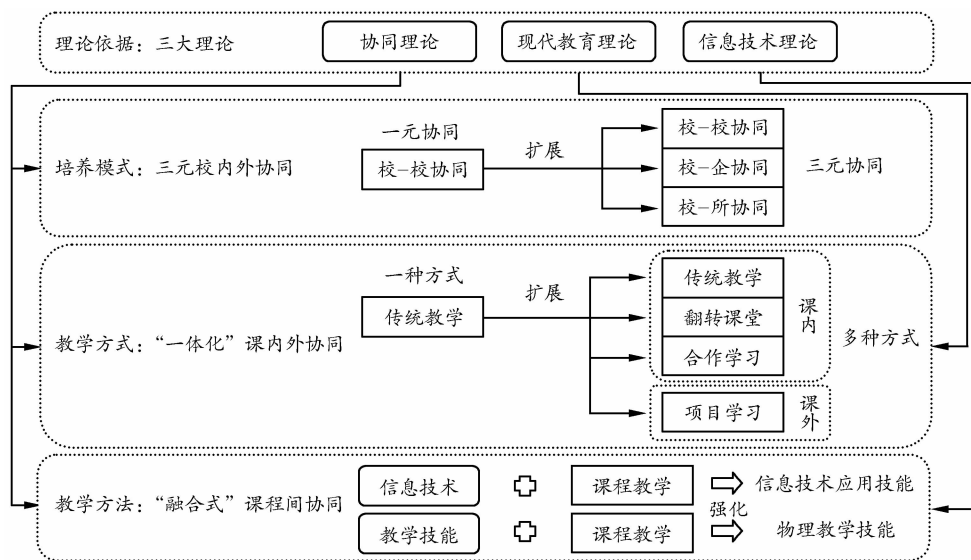 理论依据：三大理论 协同理论 现代教育理论 信息技术理论
一元协同
校-校协同
扩展
校-校协同
培养模式：三元校内外协同 校-校协同 校-企协同 三元协同
校-所协同
一种方式
传统教学
扩展
传统教学
翻转课堂
合作学习
课内
教学方式：“一体化”课内外协同
多种方式
项目学习
课外
教学方法：“融合式”课程间协同
信息技术 课程教学 信息技术应用技能
强化
教学技能 课程教学 物理教学技能